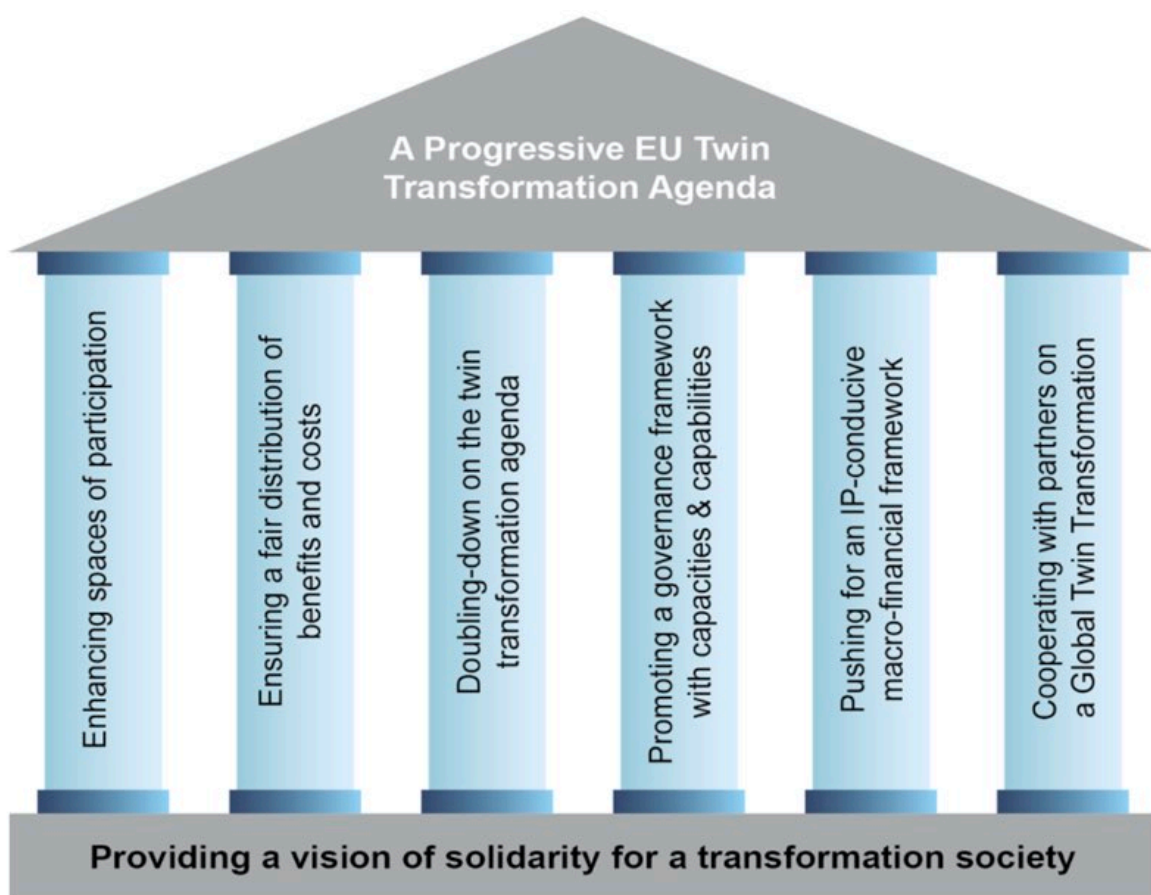 A Progressive EU Twin
Transformation Agenda
Enhancing spaces of participation
Ensuring a fair distribution of
benefits and costs
Doubling-down on the twin
transformation agenda
Promoting a governance framework
with capacities & capabilities
Pushing for an IP-conducive
macro-financial framework
Cooperating with partners on
a Global Twin Transformation
Providing a vision of solidarity for a transformation society